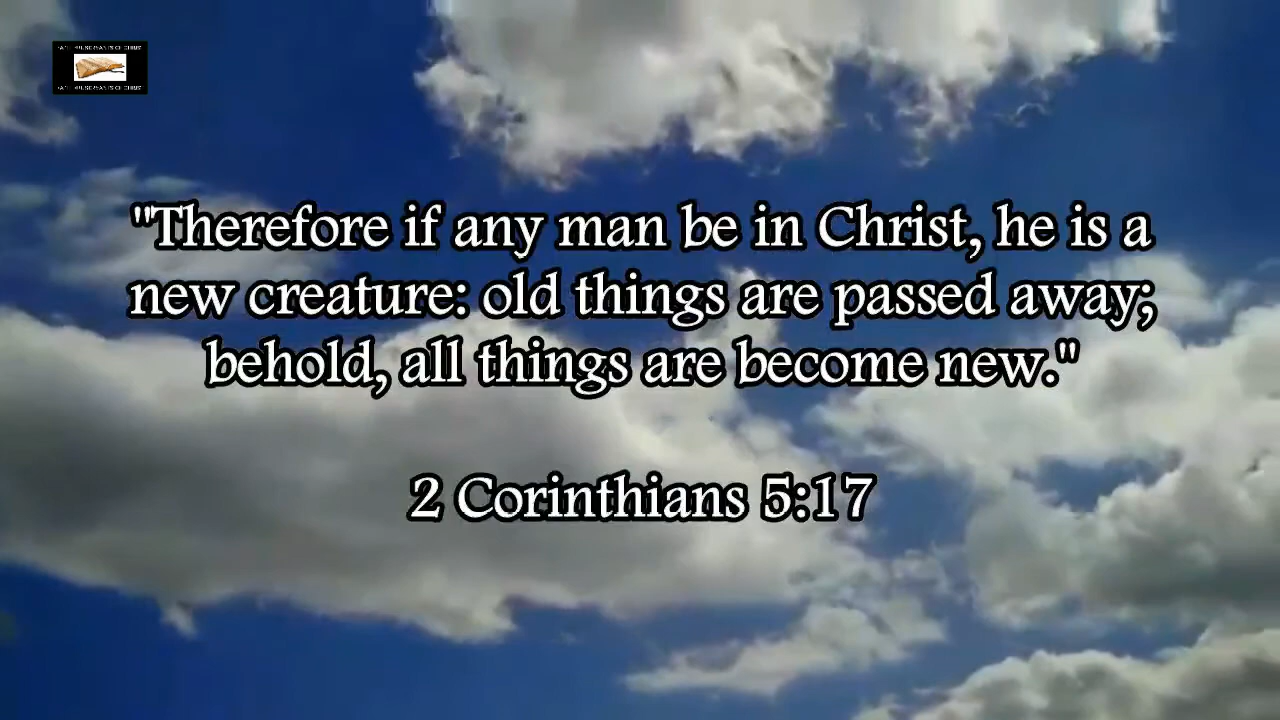 "Therefore if any man be in Christ, he is a
new creature: old things are passed away;
behold, all things are become new."
2 Corinthians 5:17